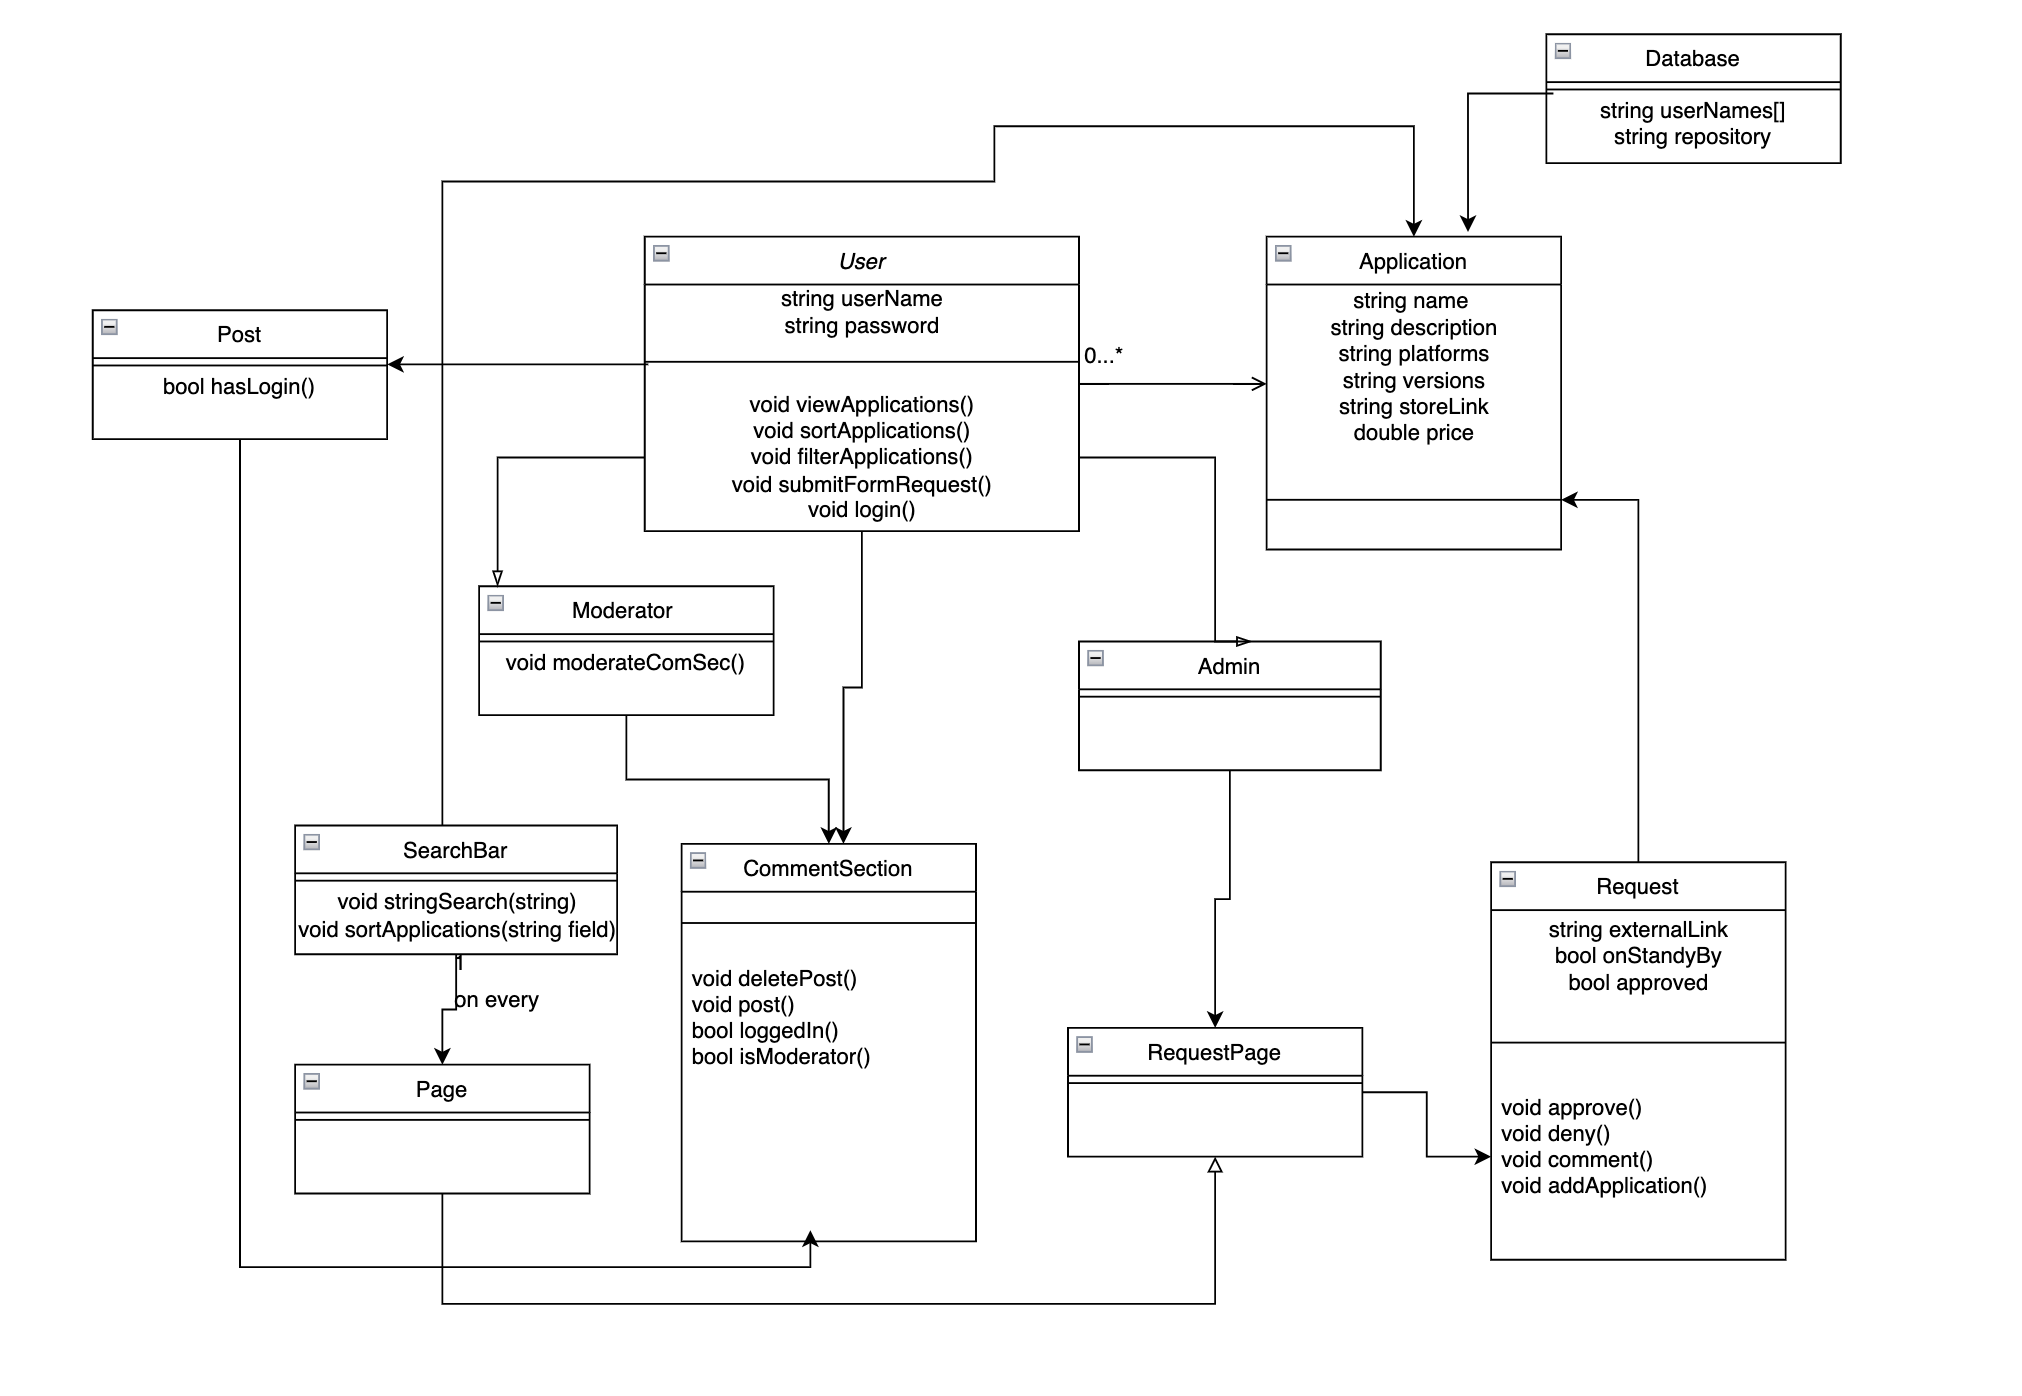 Database
string userNames[]
string repository
User
string userName
string password
void viewApplications()
void sortApplications()
void filterApplications()
void submitFormRequest()
void login()
0...*
Application
string name
string description
string platforms
string versions
string storeLink
double price
Post
bool hasLogin()
Moderator
void moderateComSec()
Admin
SearchBar
void stringSearch(string)
void sortApplications(string field)
1
on every
Page
CommentSection
void deletePost()
void post()
bool loggedIn()
bool isModerator()
RequestPage
Request
string externalLink
bool onStandyBy
bool approved
void approve()
void deny()
void comment()
void addApplication()